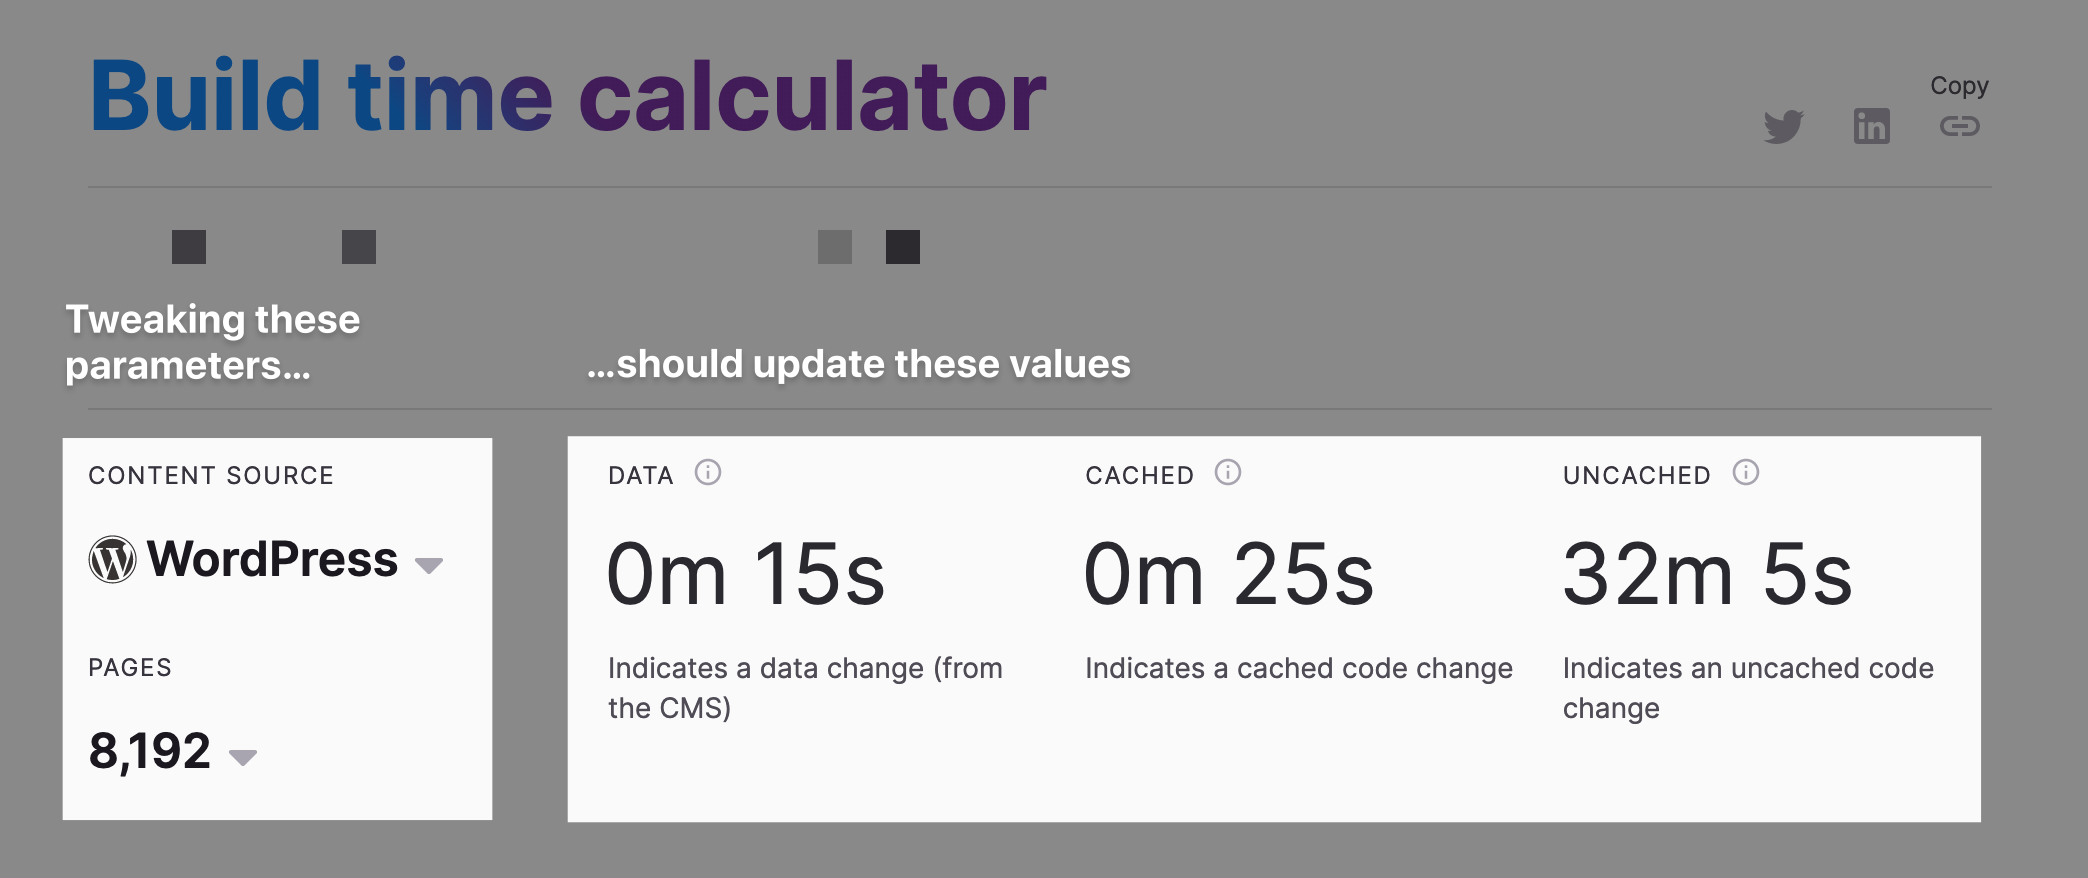 Build time calculator
Copy
Tweaking these
parameters...
...should update these values
CONTENT SOURCE
WordPress
PAGES
8,192
DATA
0m 15s
Indicates a data change (from
the CMS)
CACHED
0m 25s
Indicates a cached code change
UNCACHED
32m 5s
Indicates an uncached code
change